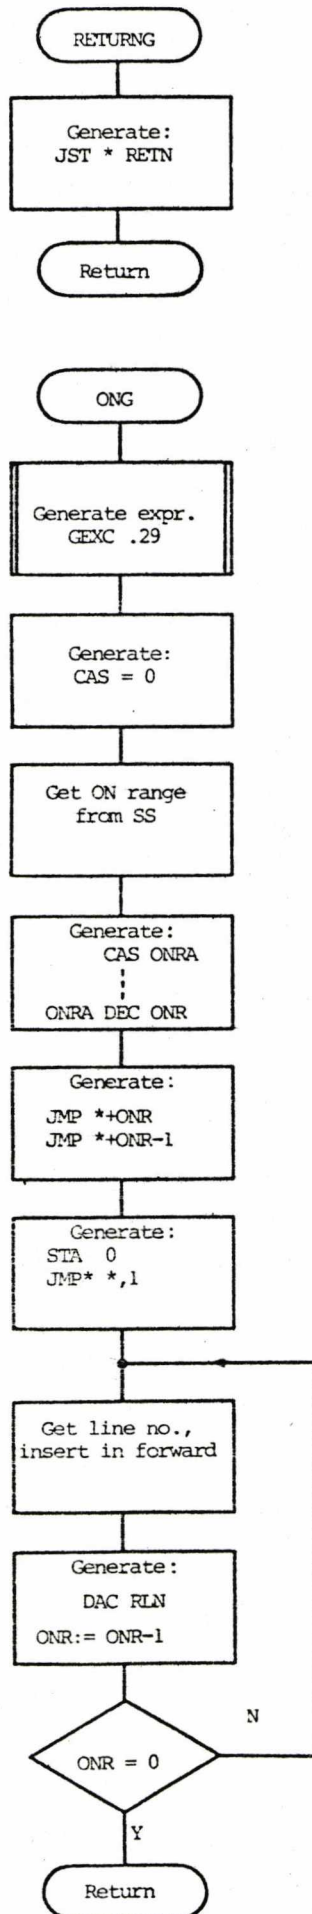 RETURNG
Generate:
JST * RETN
Return
ONG
Generate expr.
GEXC .29
Generate:
CAS = 0
Get ON range
from SS
Generate:
CAS ONRA
ONRA DEC ONR
Generate:
JMP *+ONR
JMP *+ONR-1
Generate:
STA 0
JMP* *,1
Get line no.,
insert in forward
Generate:
DAC RLN
ONR:= ONR-1
N
ONR = 0
Y
Return